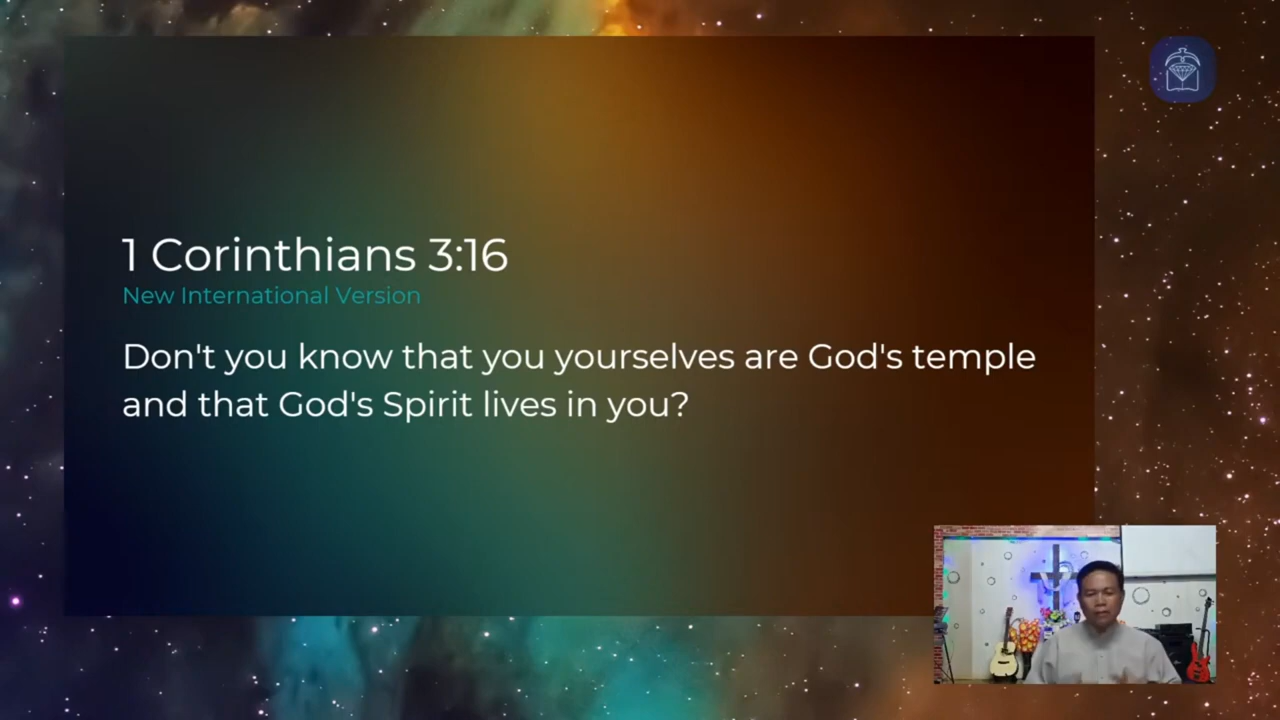 1 Corinthians 3:16
New International Version
Don't you know that you yourselves are God's temple
and that God's Spirit lives in you?